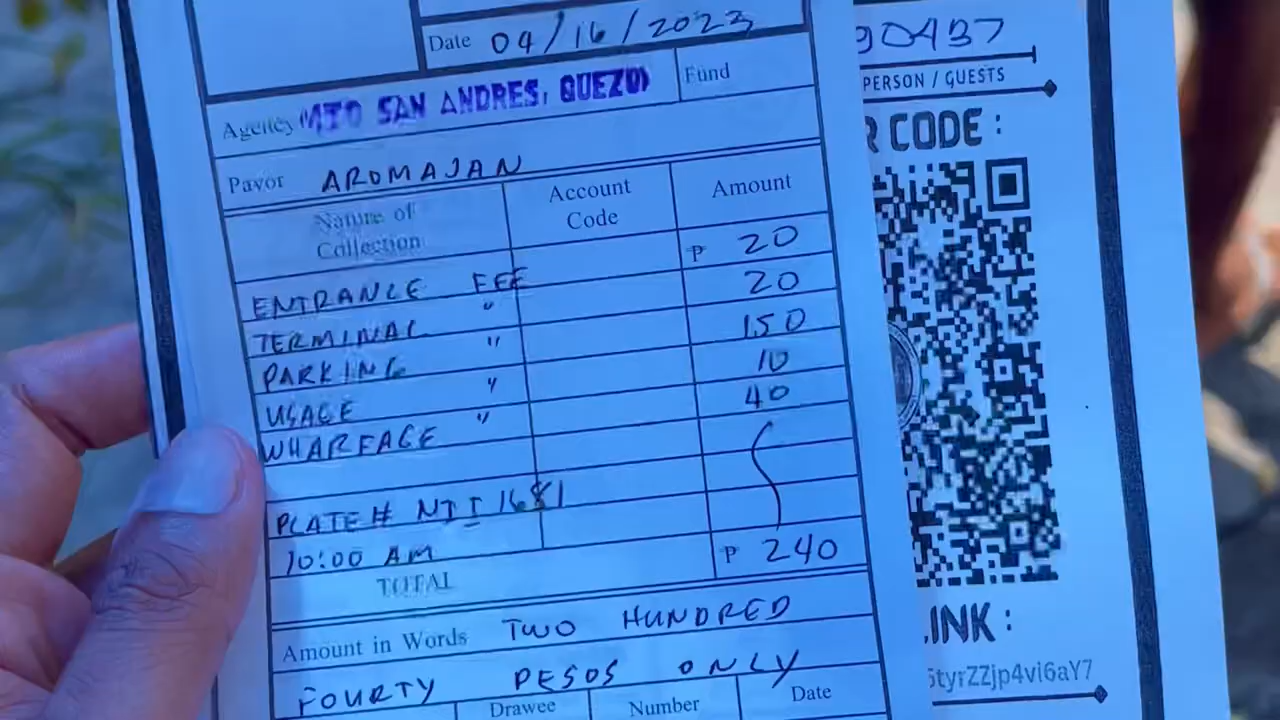 Date 04/16/2023
Agency MTO SAN ANDRES, QUEZON Fund
Payor AROMAJAN
Nature of Collection Account Code Amount
₱ 20
ENTRANCE FEE 20
TERMINAL " 150
PARKING " 10
USAGE " 40
WHARFAGE "
PLATE # NII 1681
10:00 AM
TOTAL ₱ 240
Amount in Words TWO HUNDRED
FOURTY PESOS ONLY
Drawee Number Date
90437
PERSON / GUESTS
R CODE :
LINK :
5tyrZZjp4vi6aY7